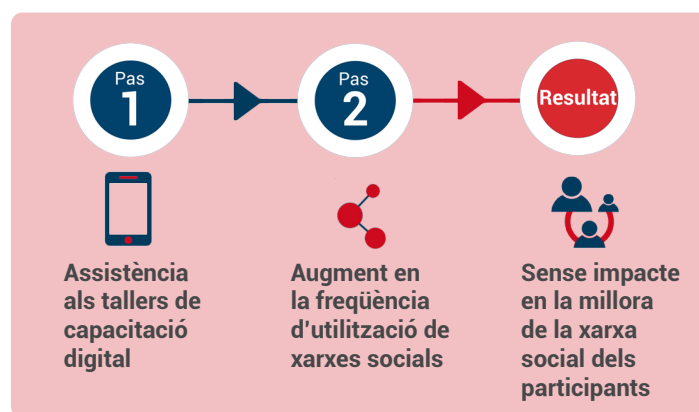 Pas
1
Pas
2
Resultat
Assistència
als tallers de
capacitació
digital
Augment en
la freqüència
d'utilització de
xarxes socials
Sense impacte
en la millora
de la xarxa
social dels
participants